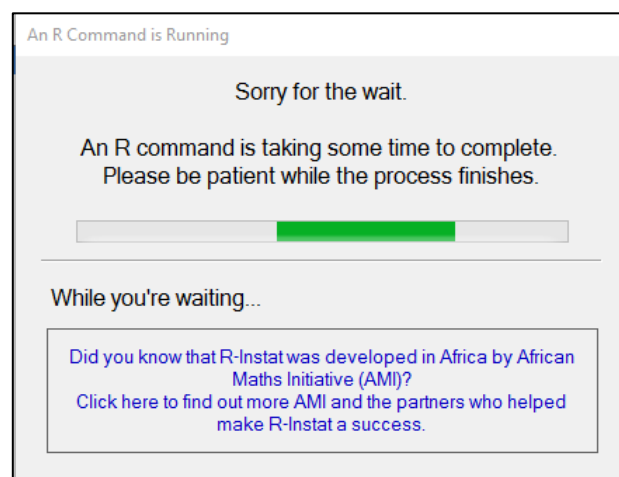 An R Command is Running
Sorry for the wait.
An R command is taking some time to complete.
Please be patient while the process finishes.
While you're waiting...
Did you know that R-Instat was developed in Africa by African
Maths Initiative (AMI)?
Click here to find out more AMI and the partners who helped
make R-Instat a success.